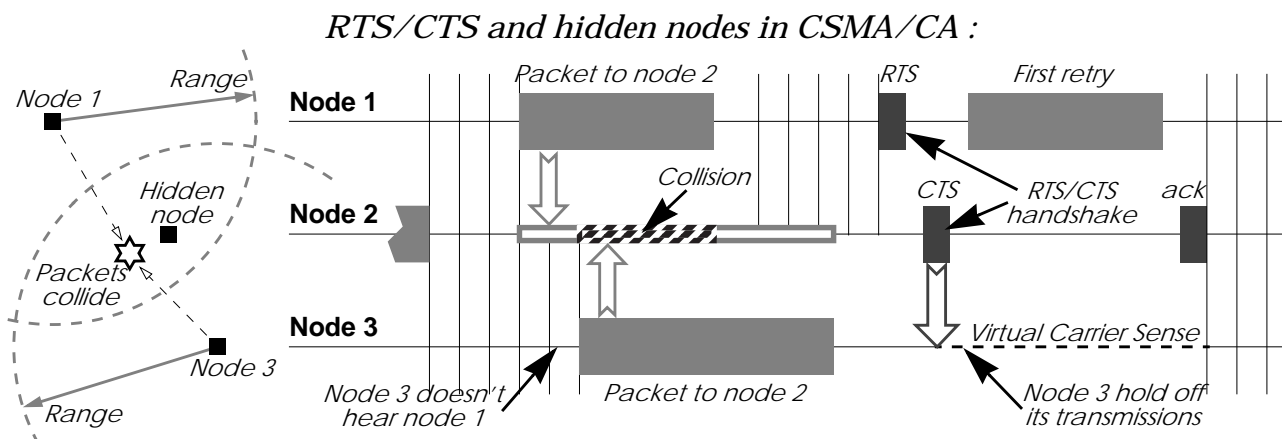 RTS/CTS and hidden nodes in CSMA/CA :
Range
Node 1
Hidden
node
Packets
collide
Node 3
Range
Node 1
Packet to node 2
RTS
First retry
Collision
Node 2
CTS
RTS/CTS
handshake
ack
Node 3
Virtual Carrier Sense
Node 3 doesn't
hear node 1
Packet to node 2
Node 3 hold off
its transmissions